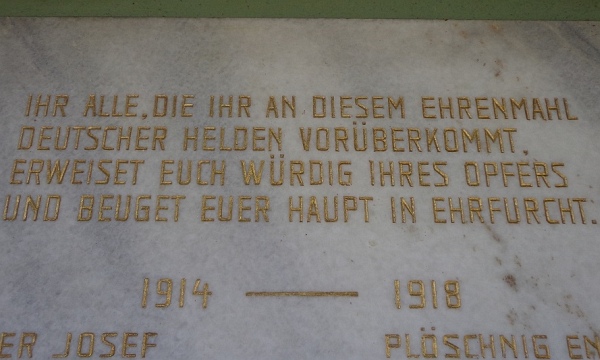 IHR ALLE, DIE IHR AN DIESEM EHRENMAHL
DEUTSCHER HELDEN VORÜBERKOMMT.
ERWEISET EUCH WÜRDIG IHRES OPFERS
UND BEUGET EUER HAUPT IN EHRFURCHT.
1914 — 1918
JOSEF PLÖSCHNIG